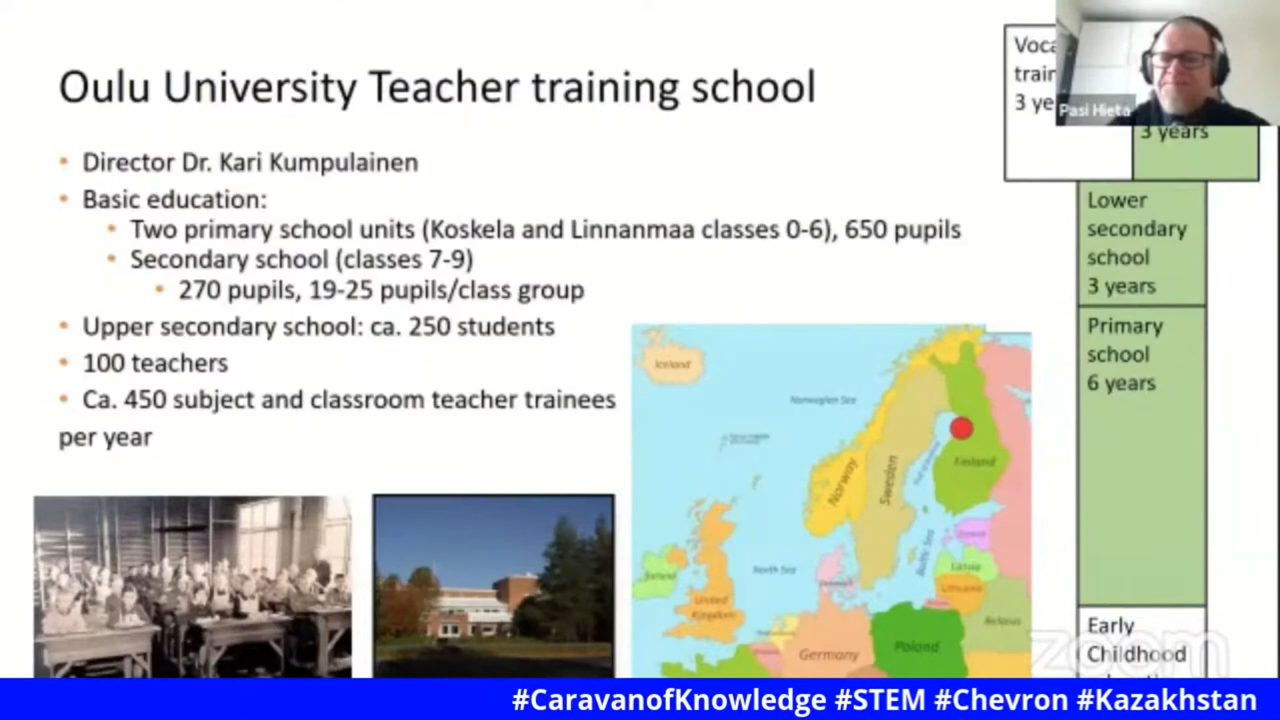 Oulu University Teacher training school
• Director Dr. Kari Kumpulainen
• Basic education:
• Two primary school units (Koskela and Linnanmaa classes 0-6), 650 pupils
• Secondary school (classes 7-9)
• 270 pupils, 19-25 pupils/class group
• Upper secondary school: ca. 250 students
• 100 teachers
• Ca. 450 subject and classroom teacher trainees
per year
3 years
Pasi Hieta
Lower
secondary
school
3 years
Primary
school
6 years
Early
Childhood
Iceland
Norwegian Sea
Norway
Sweden
Finland
Baltic Sea
North Sea
Latvia
Lithuania
Ireland
United
Kingdom
Belarus
Germany
Poland
zoom
#CaravanofKnowledge #STEM #Chevron #Kazakhstan